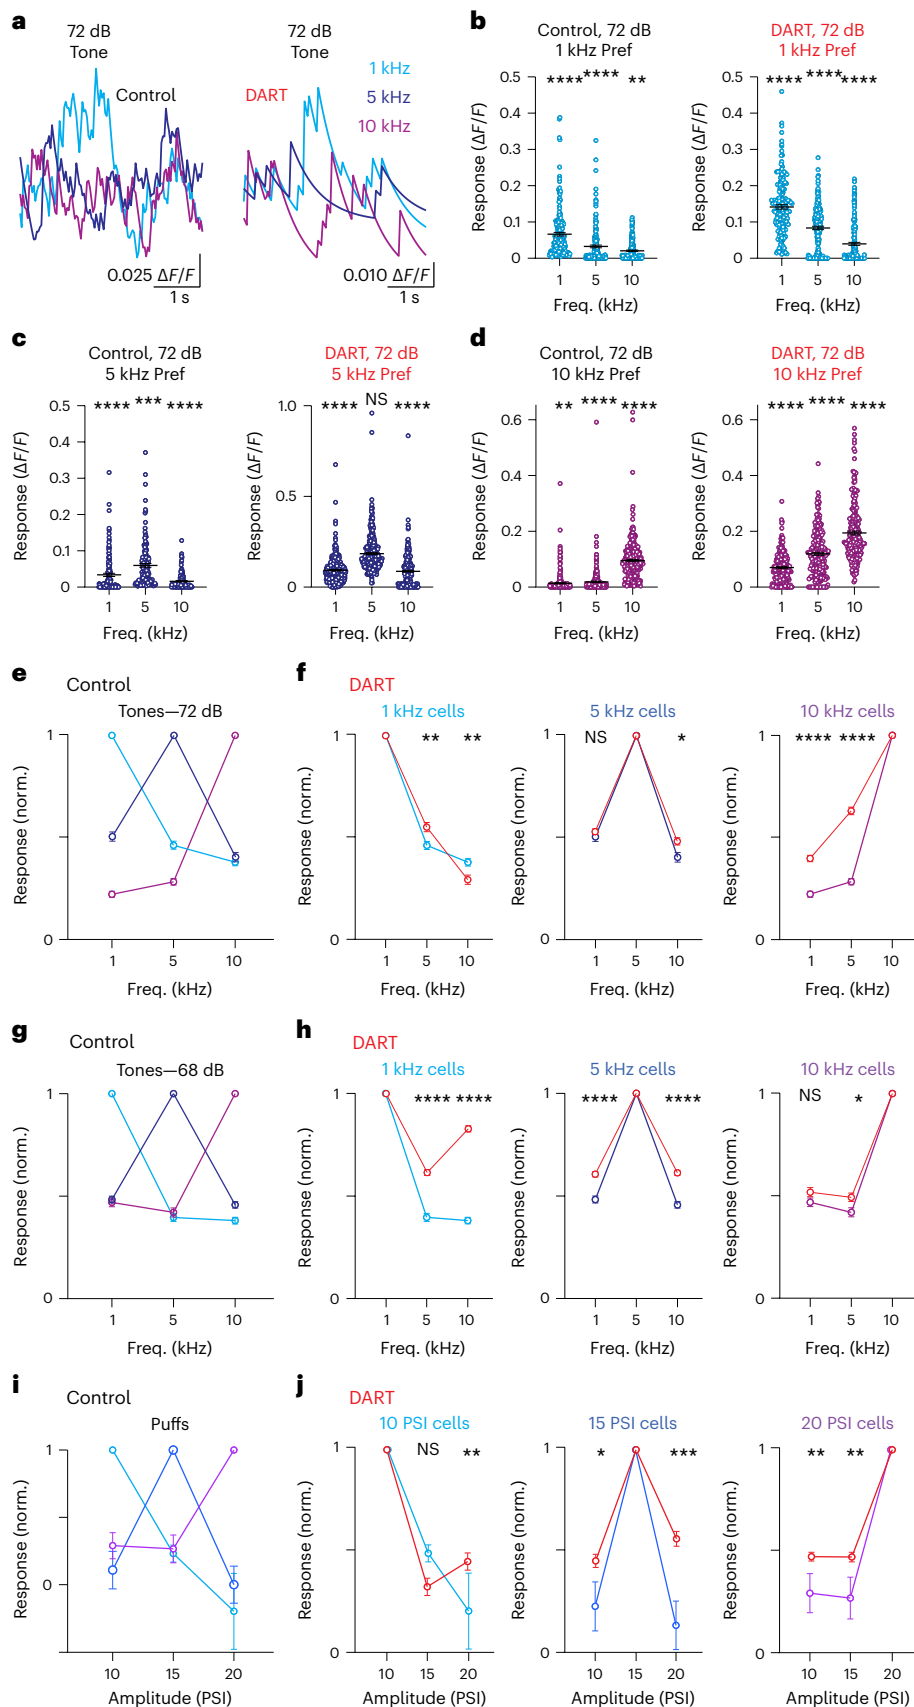 a
72 dB
Tone
Control
0.025 ΔF/F
1 s
72 dB
Tone
DART
1 kHz
5 kHz
10 kHz
0.010 ΔF/F
1 s
b
Control, 72 dB
1 kHz Pref
**** **** **
Response (ΔF/F)
0.5
0.4
0.3
0.2
0.1
0
1 5 10
Freq. (kHz)
DART, 72 dB
1 kHz Pref
**** **** ****
Response (ΔF/F)
0.5
0.4
0.3
0.2
0.1
0
1 5 10
Freq. (kHz)
c
Control, 72 dB
5 kHz Pref
**** *** ****
Response (ΔF/F)
0.5
0.4
0.3
0.2
0.1
0
1 5 10
Freq. (kHz)
DART, 72 dB
5 kHz Pref
**** NS ****
Response (ΔF/F)
1.0
0.5
0
1 5 10
Freq. (kHz)
d
Control, 72 dB
10 kHz Pref
** **** ****
Response (ΔF/F)
0.6
0.4
0.2
0
1 5 10
Freq. (kHz)
DART, 72 dB
10 kHz Pref
**** **** ****
Response (ΔF/F)
0.6
0.4
0.2
0
1 5 10
Freq. (kHz)
e
Control
Tones—72 dB
Response (norm.)
1
0
1 5 10
Freq. (kHz)
f
DART
1 kHz cells
** **
Response (norm.)
1
0
1 5 10
Freq. (kHz)
5 kHz cells
NS *
Response (norm.)
1
0
1 5 10
Freq. (kHz)
10 kHz cells
**** ****
Response (norm.)
1
0
1 5 10
Freq. (kHz)
g
Control
Tones—68 dB
Response (norm.)
1
0
1 5 10
Freq. (kHz)
h
DART
1 kHz cells
**** ****
Response (norm.)
1
0
1 5 10
Freq. (kHz)
5 kHz cells
**** ****
Response (norm.)
1
0
1 5 10
Freq. (kHz)
10 kHz cells
NS *
Response (norm.)
1
0
1 5 10
Freq. (kHz)
i
Control
Puffs
Response (norm.)
1
0
10 15 20
Amplitude (PSI)
j
DART
10 PSI cells
NS **
Response (norm.)
1
0
10 15 20
Amplitude (PSI)
15 PSI cells
* ***
Response (norm.)
1
0
10 15 20
Amplitude (PSI)
20 PSI cells
** **
Response (norm.)
1
0
10 15 20
Amplitude (PSI)